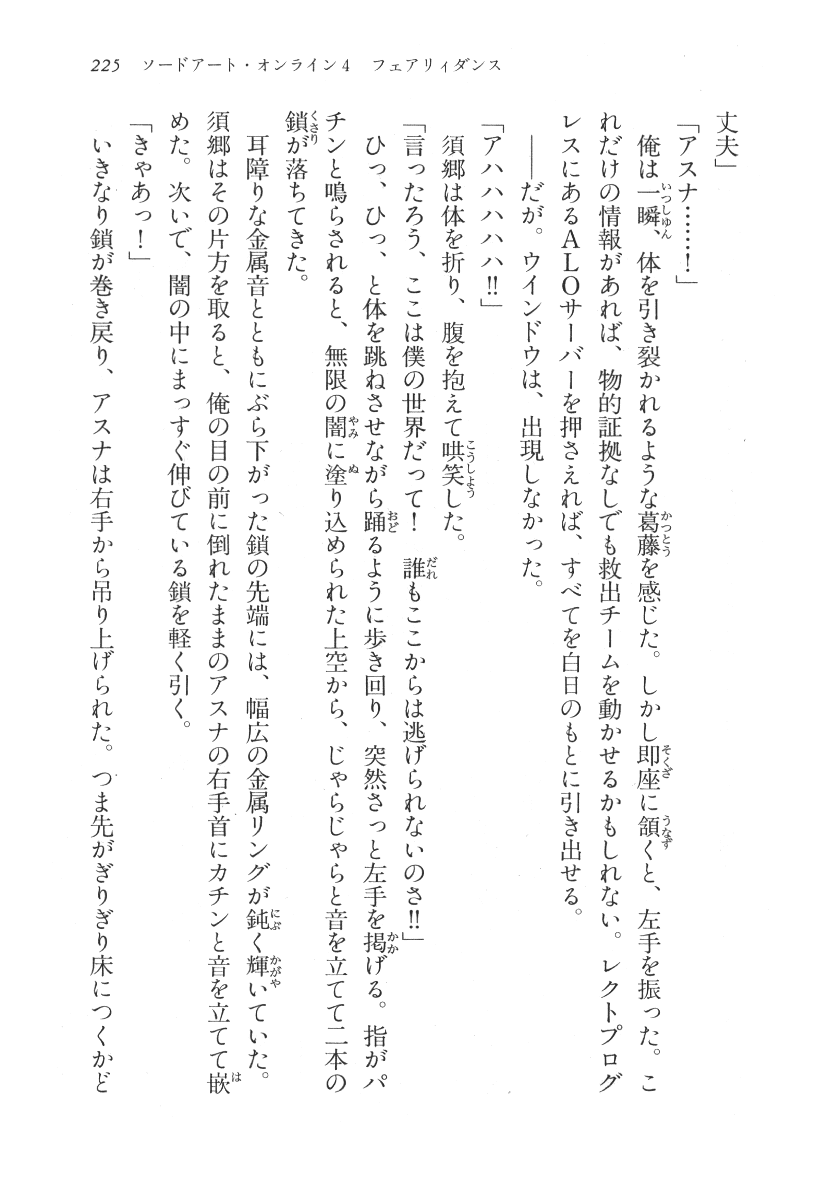 225　ソードアート・オンライン4　フェアリィダンス
丈夫」
「アスナ……！」
　俺は一瞬、体を引き裂かれるような葛藤を感じた。しかし即座に頷くと、左手を振った。こ
れだけの情報があれば、物的証拠なしでも救出チームを動かせるかもしれない。レクトプログ
レスにあるＡＬＯサーバーを押さえれば、すべてを白日のもとに引き出せる。
　――だが。ウインドウは、出現しなかった。
「アハハハハハ!!」
　須郷は体を折り、腹を抱えて哄笑した。
「言ったろう、ここは僕の世界だって！　誰もここからは逃げられないのさ!!」
　ひっ、ひっ、と体を跳ねさせながら踊るように歩き回り、突然さっと左手を掲げる。指がパ
チンと鳴らされると、無限の闇に塗り込められた上空から、じゃらじゃらと音を立てて二本の
鎖が落ちてきた。
　耳障りな金属音とともにぶら下がった鎖の先端には、幅広の金属リングが鈍く輝いていた。
須郷はその片方を取ると、俺の目の前に倒れたままのアスナの右手首にカチンと音を立てて嵌
めた。次いで、闇の中にまっすぐ伸びている鎖を軽く引く。
「きゃあっ！」
　いきなり鎖が巻き戻り、アスナは右手から吊り上げられた。つま先がぎりぎり床につくかど